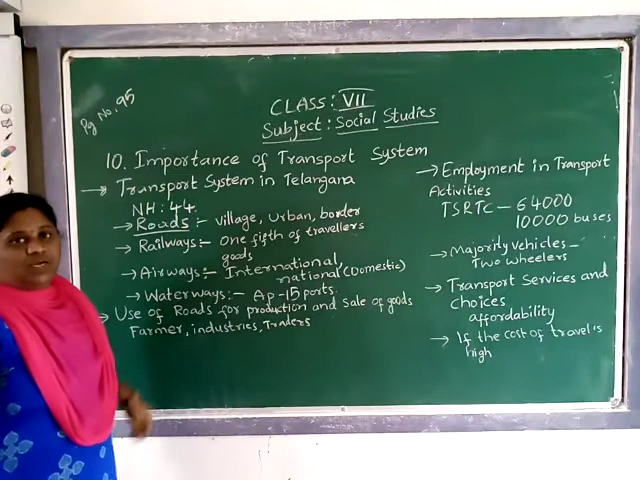 Pg No. 95
CLASS: VII
Subject: Social Studies
10. Importance of Transport System
Transport System in Telangana
NH: 44
Roads:- Village, Urban, border
Railways:- One fifth of travellers
goods
Airways:- International,
national (Domestic)
Waterways:- Ap-15 ports.
Use of Roads for production and Sale of goods
Farmer, industries, Traders
Employment in Transport
Activities
TSRTC - 64000
10000 buses
Majority vehicles -
Two wheelers
Transport Services and
choices
affordability
If the cost of travel is
high